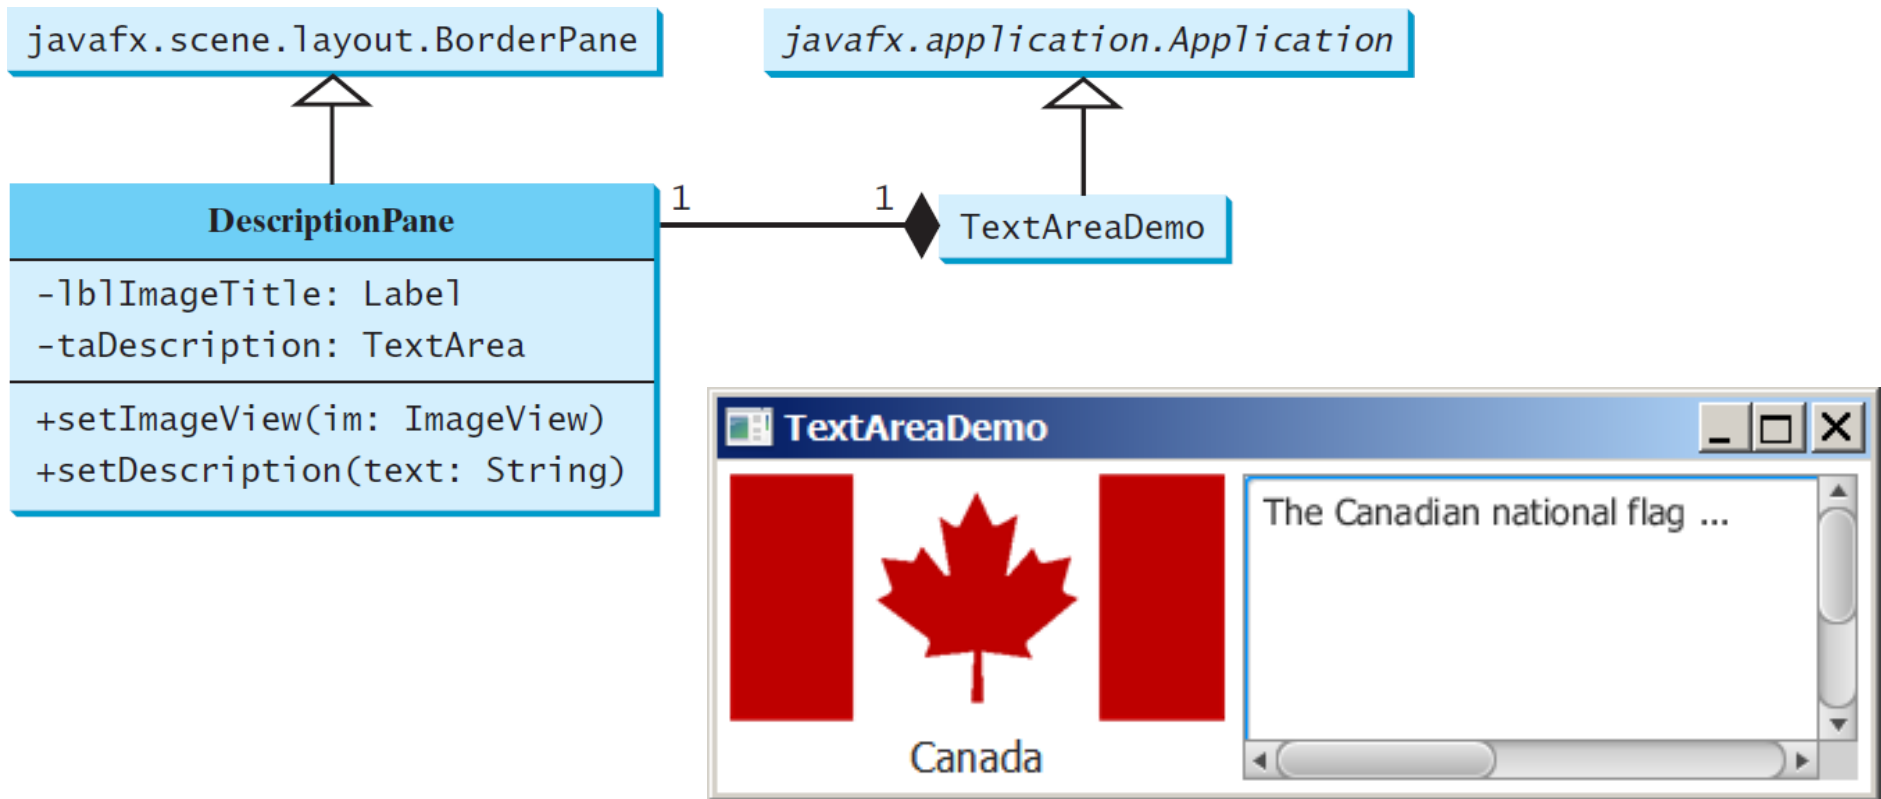 javafx.scene.layout.BorderPane
javafx.application.Application
DescriptionPane
-lblImageTitle: Label
-taDescription: TextArea
+setImageView(im: ImageView)
+setDescription(text: String)
1
1
TextAreaDemo
TextAreaDemo
The Canadian national flag ...
Canada